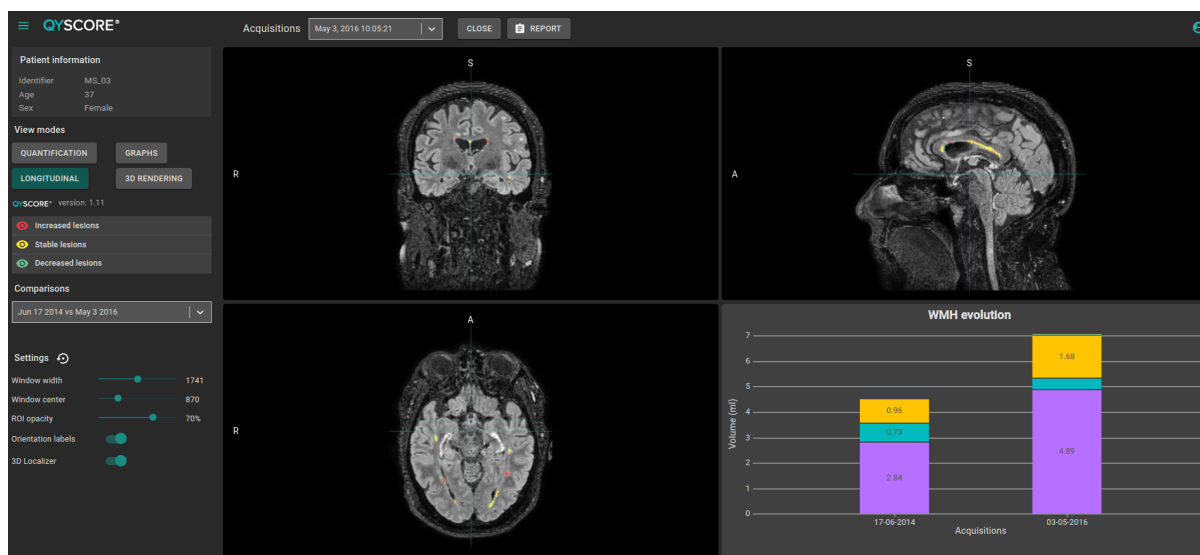 QYSCORE®
Acquisitions
May 3, 2016 10:05:21
CLOSE
REPORT
Patient information
Identifier MS_03
Age 37
Sex Female
View modes
QUANTIFICATION GRAPHS
LONGITUDINAL 3D RENDERING
QYSCORE® version: 1.11
Increased lesions
Stable lesions
Decreased lesions
Comparisons
Jun 17 2014 vs May 3 2016
Settings
Window width 1741
Window center 870
ROI opacity 70%
Orientation labels
3D Localizer
S
R
S
A
A
R
WMH evolution
Volume (ml)
7
6
5
4
3
2
1
0
0.96
0.73
2.84
1.68
4.89
17-06-2014 03-05-2016
Acquisitions